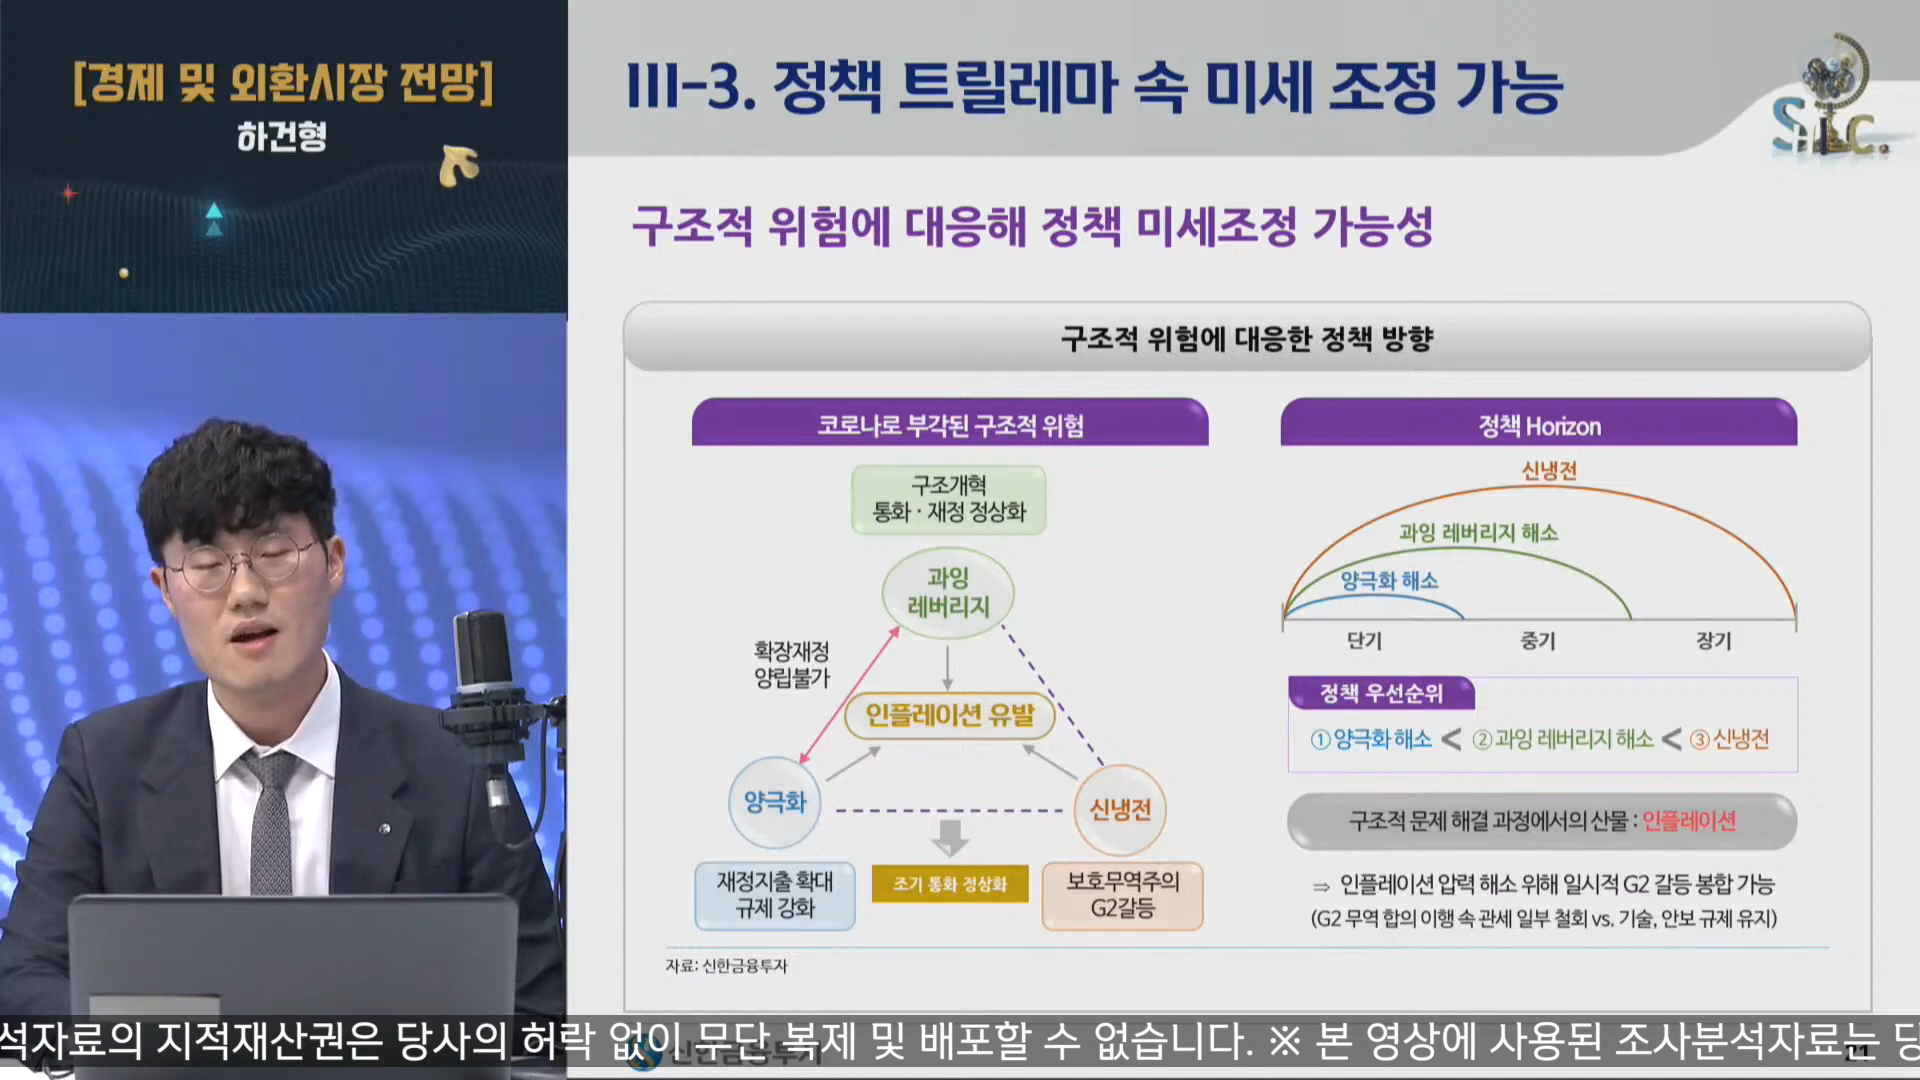 [경제 및 외환시장 전망]
하건형
III-3. 정책 트릴레마 속 미세 조정 가능
SHIC.
구조적 위험에 대응해 정책 미세조정 가능성
구조적 위험에 대응한 정책 방향
코로나로 부각된 구조적 위험
구조개혁
통화·재정 정상화
과잉
레버리지
확장재정
양립불가
인플레이션 유발
양극화
신냉전
재정지출 확대
규제 강화
조기 통화 정상화
보호무역주의
G2갈등
자료: 신한금융투자
정책 Horizon
신냉전
과잉 레버리지 해소
양극화 해소
단기 중기 장기
정책 우선순위
① 양극화 해소 < ② 과잉 레버리지 해소 < ③ 신냉전
구조적 문제 해결 과정에서의 산물 : 인플레이션
⇒ 인플레이션 압력 해소 위해 일시적 G2 갈등 봉합 가능
(G2 무역 합의 이행 속 관세 일부 철회 vs. 기술, 안보 규제 유지)
석자료의 지적재산권은 당사의 허락 없이 무단 복제 및 배포할 수 없습니다. ※ 본 영상에 사용된 조사분석자료는 당
신한금융투자
21